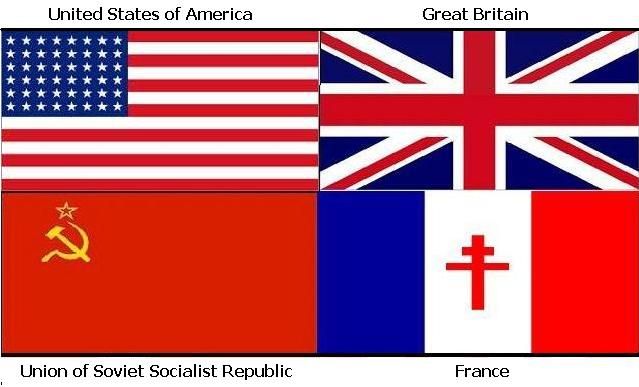 United States of America
Great Britain
Union of Soviet Socialist Republic
France